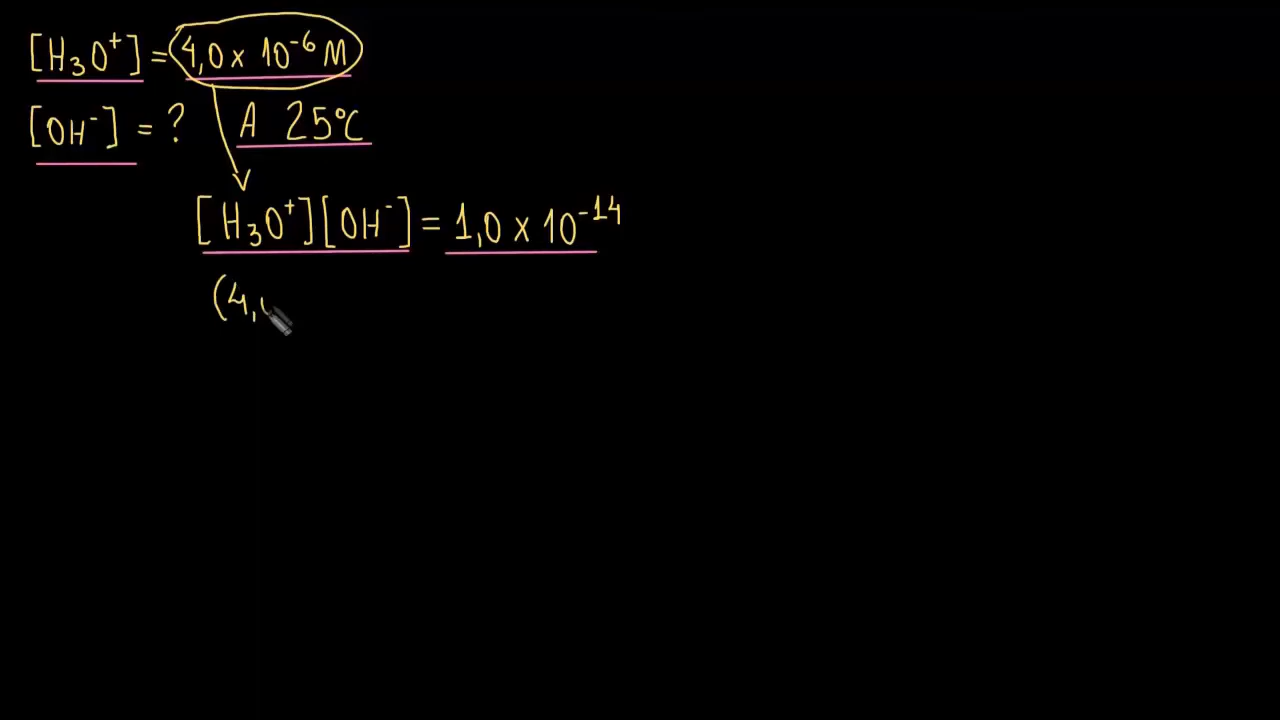 [H₃O⁺] = 4,0 x 10⁻⁶ M
[OH⁻] = ? A 25°C
[H₃O⁺][OH⁻] = 1,0 x 10⁻¹⁴
(4,